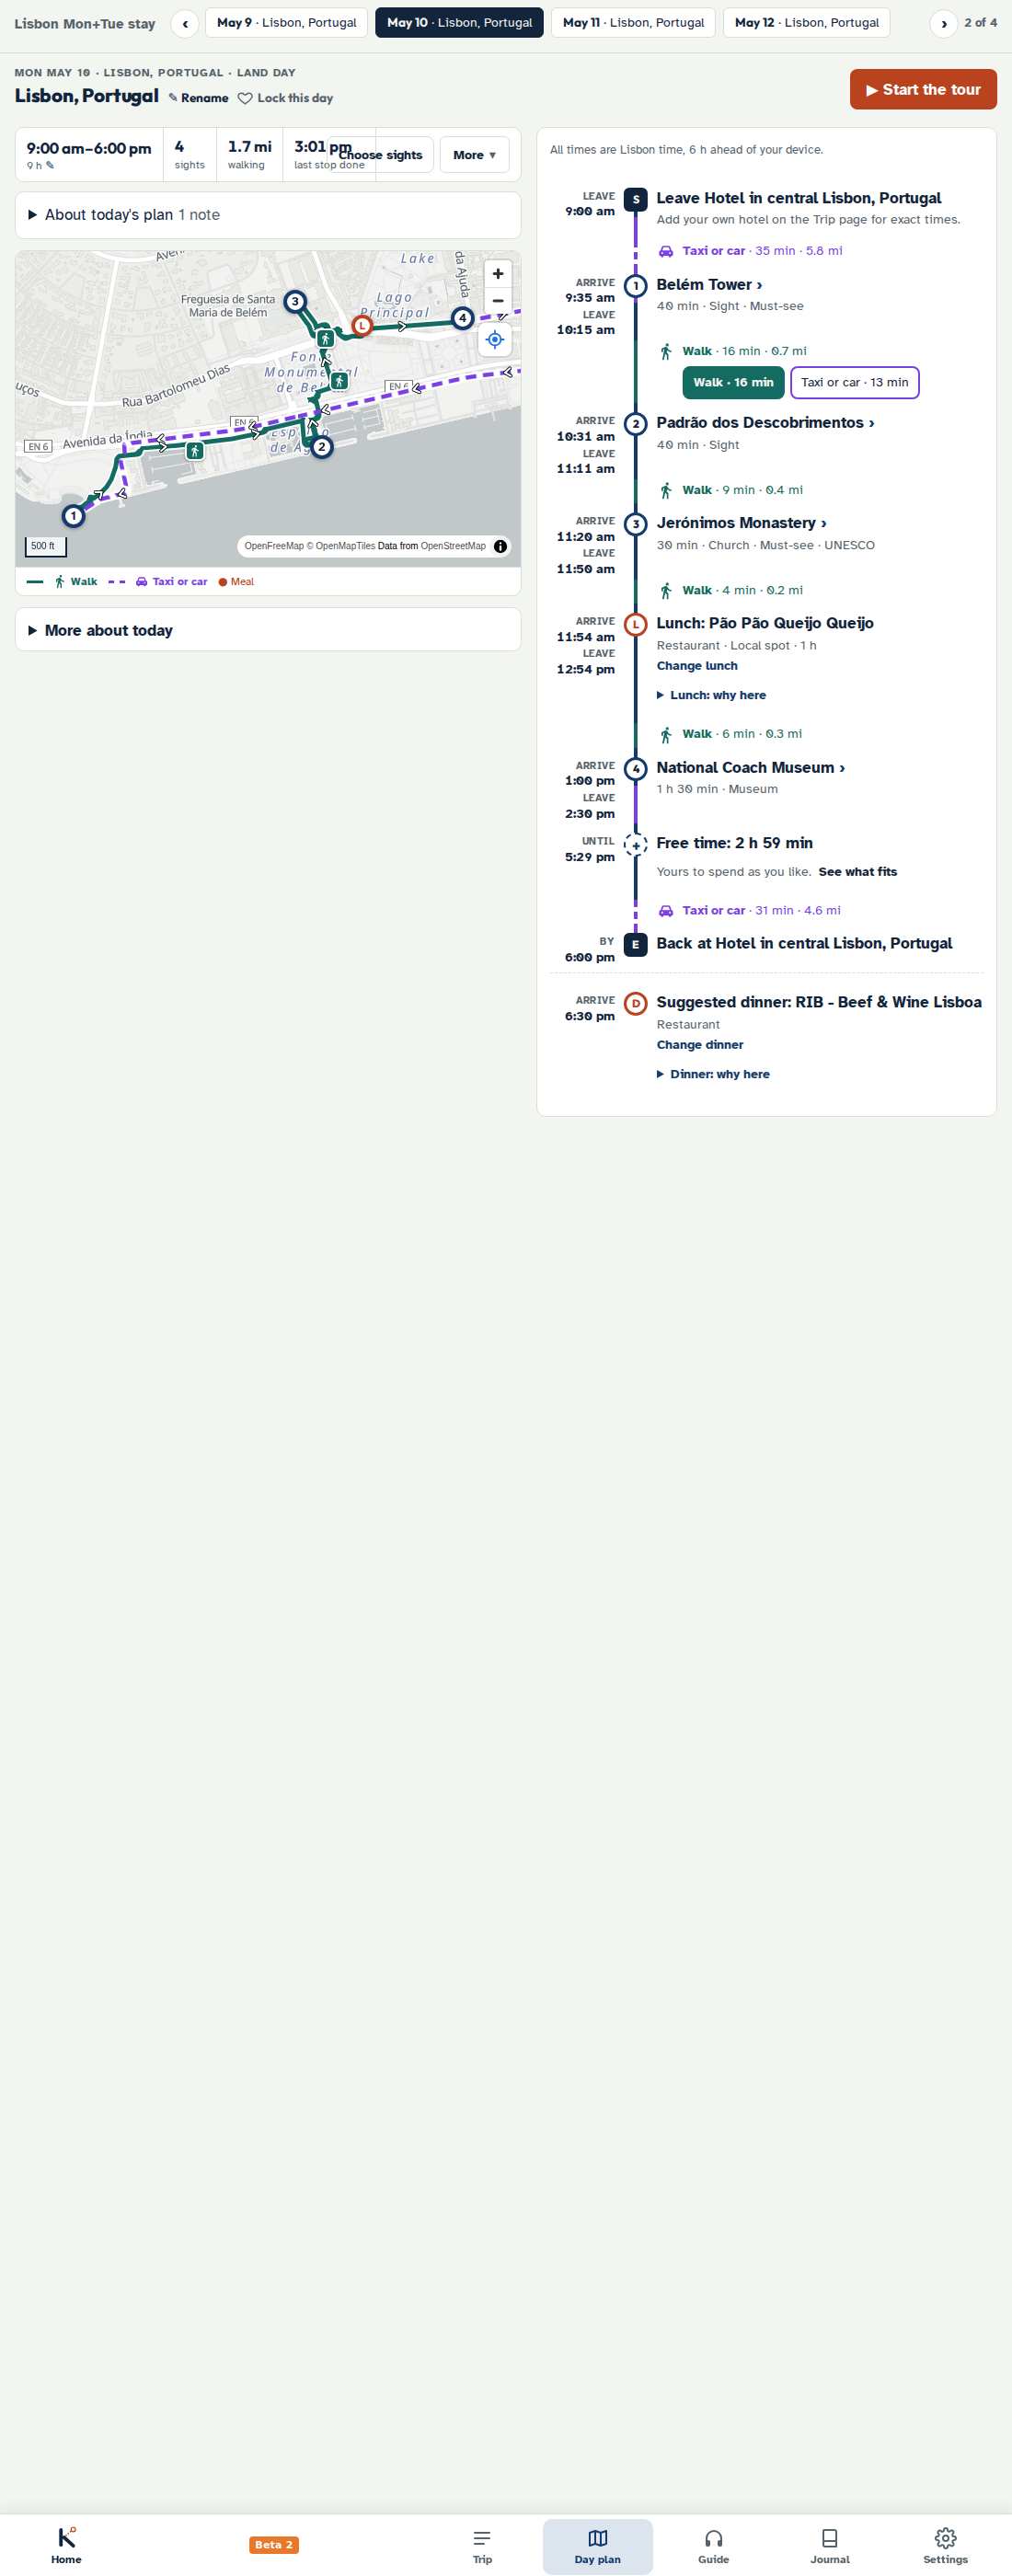 Lisbon Mon+Tue stay
‹
May 9 · Lisbon, Portugal
May 10 · Lisbon, Portugal
May 11 · Lisbon, Portugal
May 12 · Lisbon, Portugal
›
2 of 4
MON MAY 10 · LISBON, PORTUGAL · LAND DAY
Lisbon, Portugal ✎ Rename Lock this day
▶ Start the tour
9:00 am–6:00 pm
9 h ✎
4
sights
1.7 mi
walking
3:01 pm
last stop done
Choose sights
More ▾
▶ About today's plan 1 note
Lake
da Ajuda
Freguesia de Santa
Maria de Belém
Lago
Principal
3
L
4
+
−
Rua Bartolomeu Dias
uços
EN 6
EN 6
Avenida da Índia
EN 6
2
1
500 ft
OpenFreeMap © OpenMapTiles Data from OpenStreetMap
Walk Taxi or car Meal
▶ More about today
All times are Lisbon time, 6 h ahead of your device.
LEAVE
9:00 am
S
Leave Hotel in central Lisbon, Portugal
Add your own hotel on the Trip page for exact times.
Taxi or car · 35 min · 5.8 mi
ARRIVE
9:35 am
LEAVE
10:15 am
1
Belém Tower ›
40 min · Sight · Must-see
Walk · 16 min · 0.7 mi
Walk · 16 min
Taxi or car · 13 min
ARRIVE
10:31 am
LEAVE
11:11 am
2
Padrão dos Descobrimentos ›
40 min · Sight
Walk · 9 min · 0.4 mi
ARRIVE
11:20 am
LEAVE
11:50 am
3
Jerónimos Monastery ›
30 min · Church · Must-see · UNESCO
Walk · 4 min · 0.2 mi
ARRIVE
11:54 am
LEAVE
12:54 pm
L
Lunch: Pão Pão Queijo Queijo
Restaurant · Local spot · 1 h
Change lunch
▶ Lunch: why here
Walk · 6 min · 0.3 mi
ARRIVE
1:00 pm
LEAVE
2:30 pm
4
National Coach Museum ›
1 h 30 min · Museum
UNTIL
5:29 pm
+
Free time: 2 h 59 min
Yours to spend as you like. See what fits
Taxi or car · 31 min · 4.6 mi
BY
6:00 pm
E
Back at Hotel in central Lisbon, Portugal
ARRIVE
6:30 pm
D
Suggested dinner: RIB - Beef & Wine Lisboa
Restaurant
Change dinner
▶ Dinner: why here
Home
Beta 2
Trip
Day plan
Guide
Journal
Settings